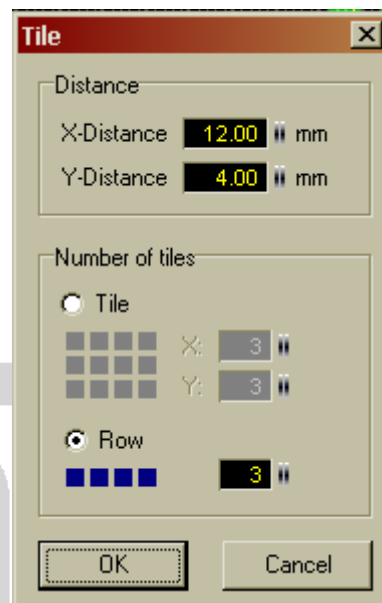 Tile
Distance
X-Distance 12.00 mm
Y-Distance 4.00 mm
Number of tiles
Tile
X: 3
Y: 3
Row
3
OK Cancel